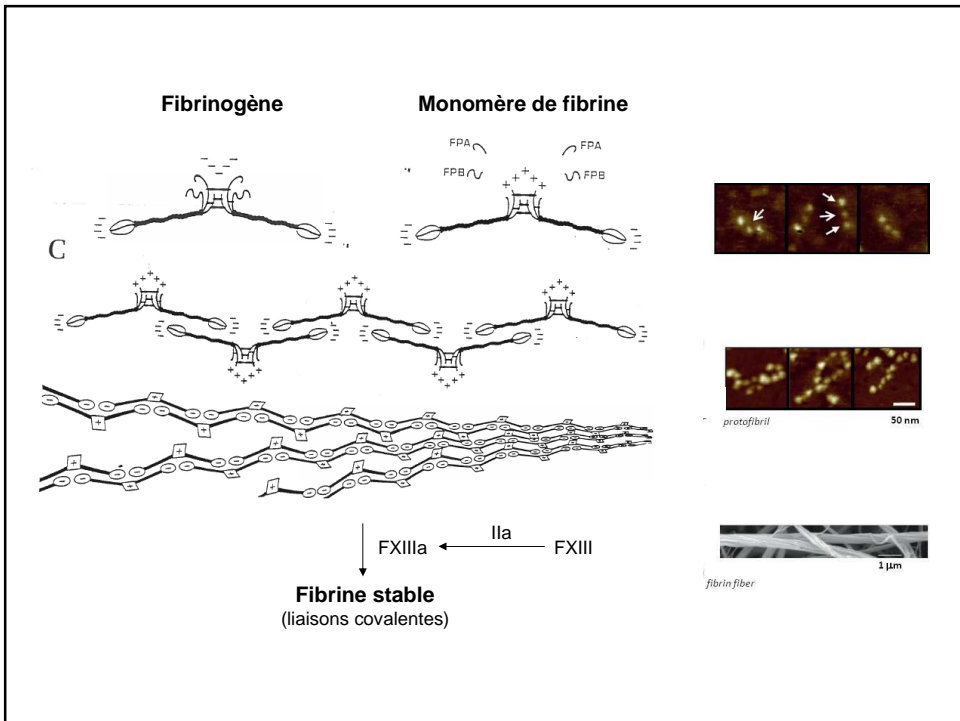 Fibrinogène
Monomère de fibrine
FPA
FPA
FPB
FPB
C
protofibril
50 nm
IIa
FXIIIa
FXIII
1 µm
fibrin fiber
Fibrine stable
(liaisons covalentes)